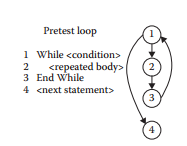 Pretest loop
1 While <condition>
2 <repeated body>
3 End While
4 <next statement>
1
2
3
4